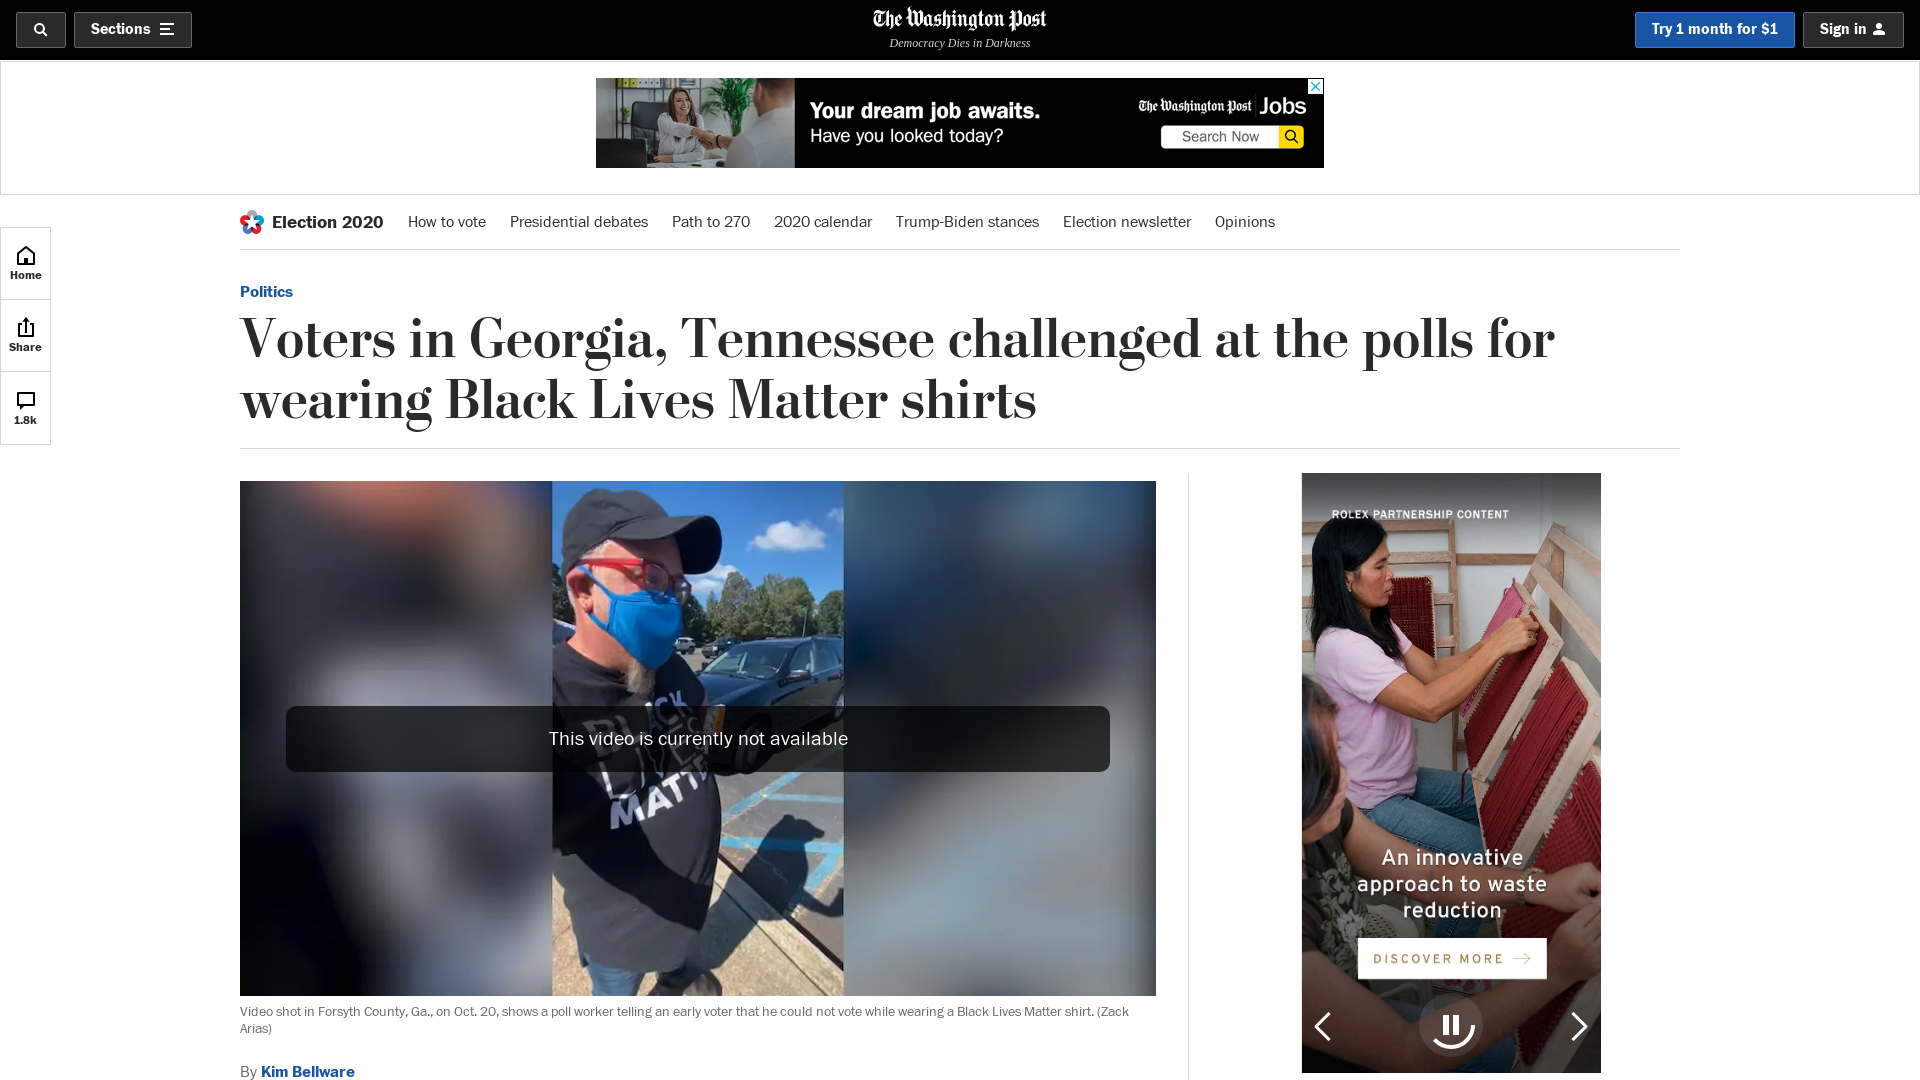 Sections
The Washington Post
Democracy Dies in Darkness
Try 1 month for $1
Sign in
Your dream job awaits.
Have you looked today?
The Washington Post Jobs
Search Now
Election 2020
How to vote
Presidential debates
Path to 270
2020 calendar
Trump-Biden stances
Election newsletter
Opinions
Home
Share
1.8k
Politics
Voters in Georgia, Tennessee challenged at the polls for
wearing Black Lives Matter shirts
BLACK
LIVES
MATTER
This video is currently not available
Video shot in Forsyth County, Ga., on Oct. 20, shows a poll worker telling an early voter that he could not vote while wearing a Black Lives Matter shirt. (Zack
Arias)
By Kim Bellware
ROLEX PARTNERSHIP CONTENT
An innovative
approach to waste
reduction
DISCOVER MORE